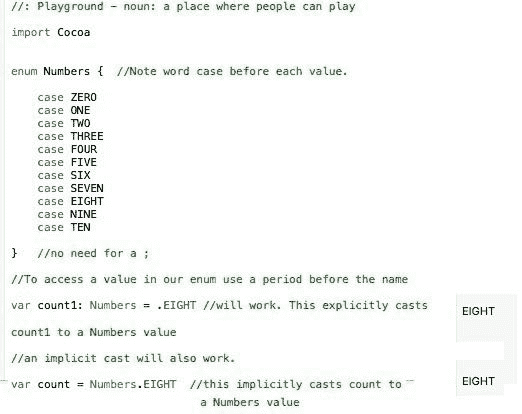 //: Playground – noun: a place where people can play
import Cocoa
enum Numbers {  //Note word case before each value.
case ZERO
case ONE
case TWO
case THREE
case FOUR
case FIVE
case SIX
case SEVEN
case EIGHT
case NINE
case TEN
}   //no need for a ;
//To access a value in our enum use a period before the name
var count1: Numbers = .EIGHT //will work. This explicitly casts
EIGHT
count1 to a Numbers value
//an implicit cast will also work.
var count = Numbers.EIGHT  //this implicitly casts count to
EIGHT
a Numbers value